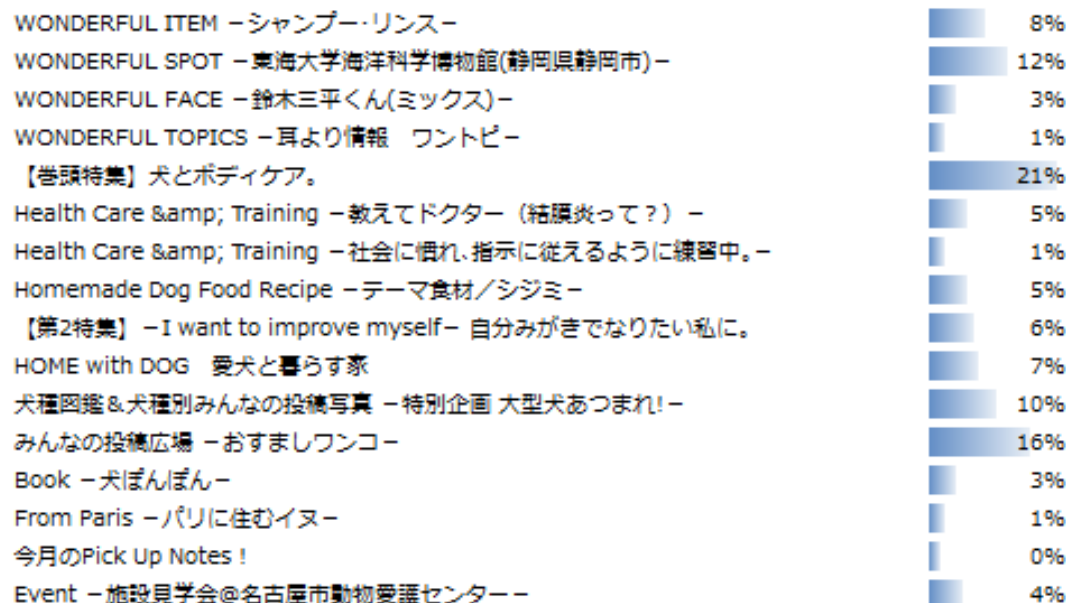 WONDERFUL ITEM －シャンプー・リンス－ 8%
WONDERFUL SPOT －東海大学海洋科学博物館(静岡県静岡市)－ 12%
WONDERFUL FACE －鈴木三平くん(ミックス)－ 3%
WONDERFUL TOPICS －耳より情報　ワントピ－ 1%
【巻頭特集】犬とボディケア。 21%
Health Care &amp; Training －教えてドクター（結膜炎って？）－ 5%
Health Care &amp; Training －社会に慣れ、指示に従えるように練習中。－ 1%
Homemade Dog Food Recipe －テーマ食材／シジミ－ 5%
【第2特集】－I want to improve myself－ 自分みがきでなりたい私に。 6%
HOME with DOG　愛犬と暮らす家 7%
犬種図鑑＆犬種別みんなの投稿写真 －特別企画 大型犬あつまれ!－ 10%
みんなの投稿広場 －おすましワンコ－ 16%
Book －犬ぽんぽん－ 3%
From Paris －パリに住むイヌ－ 1%
今月のPick Up Notes！ 0%
Event －施設見学会@名古屋市動物愛護センター－ 4%